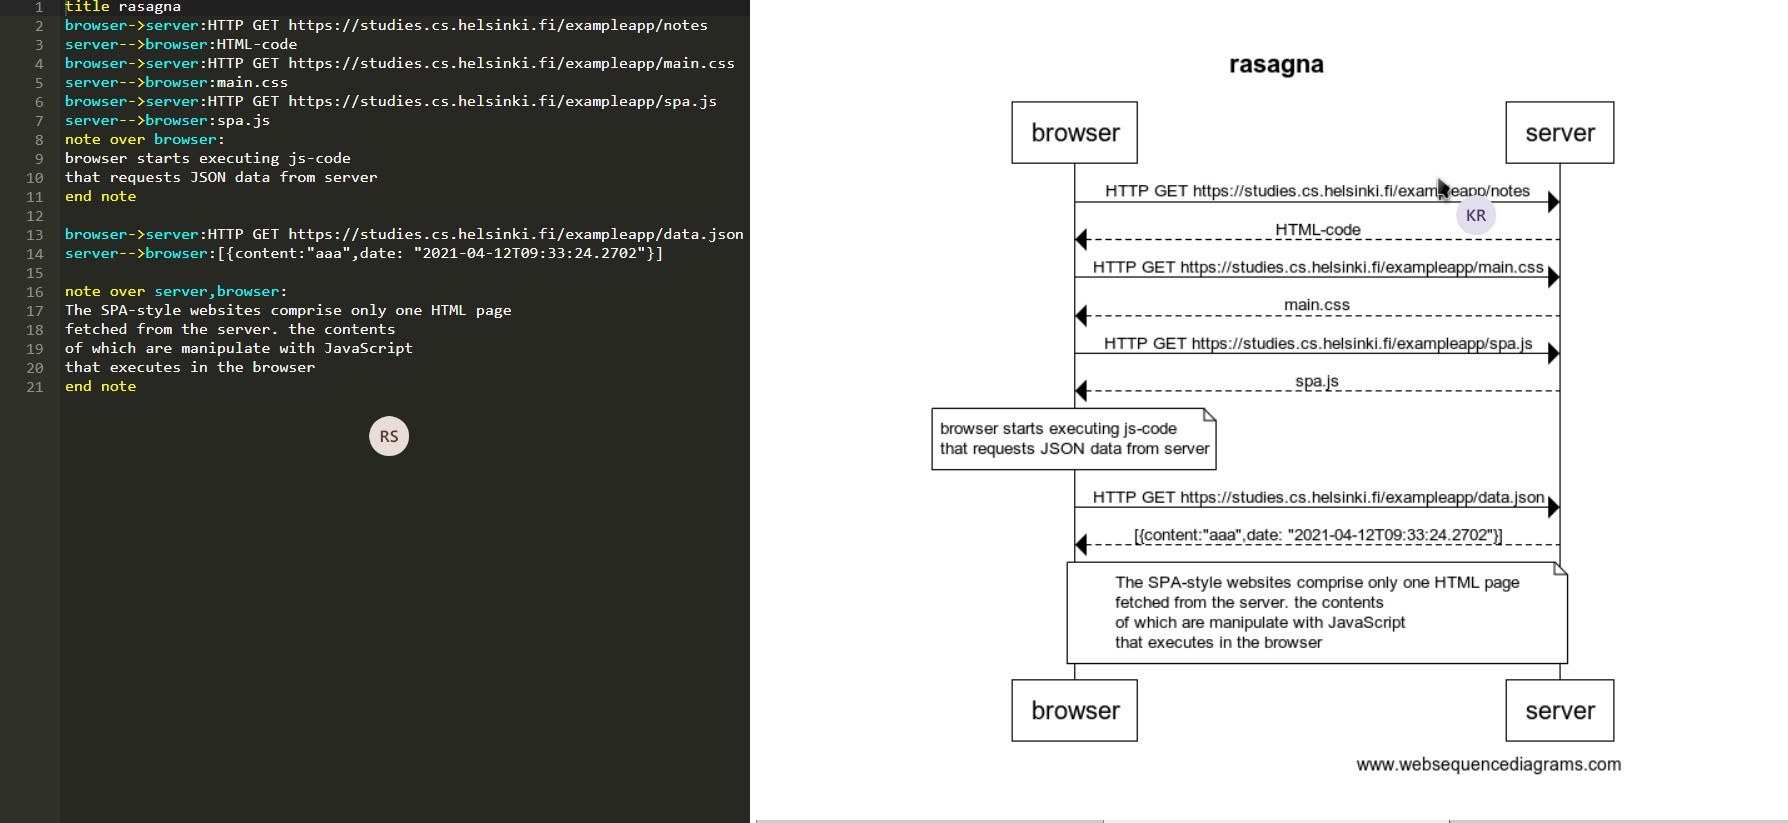 1 title rasagna
2 browser->server:HTTP GET https://studies.cs.helsinki.fi/exampleapp/notes
3 server-->browser:HTML-code
4 browser->server:HTTP GET https://studies.cs.helsinki.fi/exampleapp/main.css
5 server-->browser:main.css
6 browser->server:HTTP GET https://studies.cs.helsinki.fi/exampleapp/spa.js
7 server-->browser:spa.js
8 note over browser:
9 browser starts executing js-code
10 that requests JSON data from server
11 end note
12
13 browser->server:HTTP GET https://studies.cs.helsinki.fi/exampleapp/data.json
14 server-->browser:[{content:"aaa",date: "2021-04-12T09:33:24.2702"}]
15
16 note over server,browser:
17 The SPA-style websites comprise only one HTML page
18 fetched from the server. the contents
19 of which are manipulate with JavaScript
20 that executes in the browser
21 end note
RS
rasagna
browser server
HTTP GET https://studies.cs.helsinki.fi/exampleapp/notes
KR
HTML-code
HTTP GET https://studies.cs.helsinki.fi/exampleapp/main.css
main.css
HTTP GET https://studies.cs.helsinki.fi/exampleapp/spa.js
spa.js
browser starts executing js-code
that requests JSON data from server
HTTP GET https://studies.cs.helsinki.fi/exampleapp/data.json
[{content:"aaa",date: "2021-04-12T09:33:24.2702"}]
The SPA-style websites comprise only one HTML page
fetched from the server. the contents
of which are manipulate with JavaScript
that executes in the browser
browser server
www.websequencediagrams.com